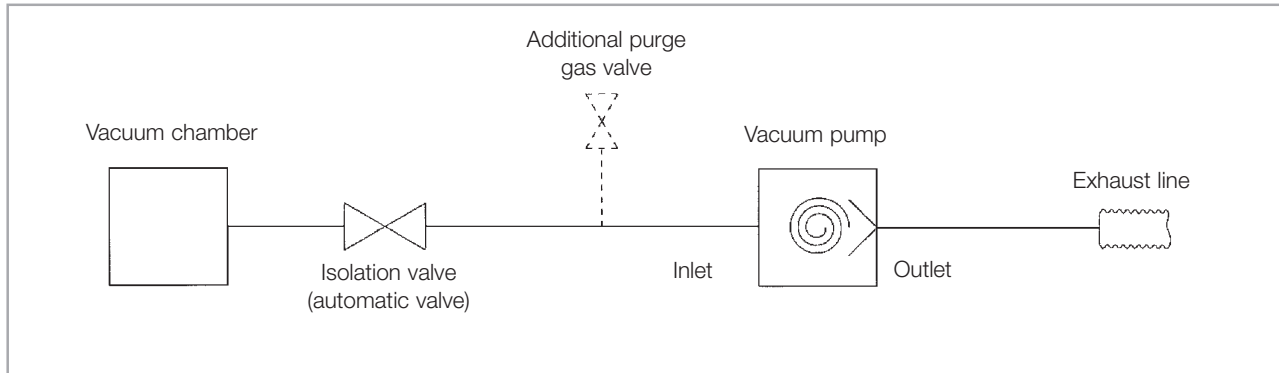 Additional purge
gas valve
Vacuum chamber
Vacuum pump
Exhaust line
Isolation valve
(automatic valve)
Inlet
Outlet